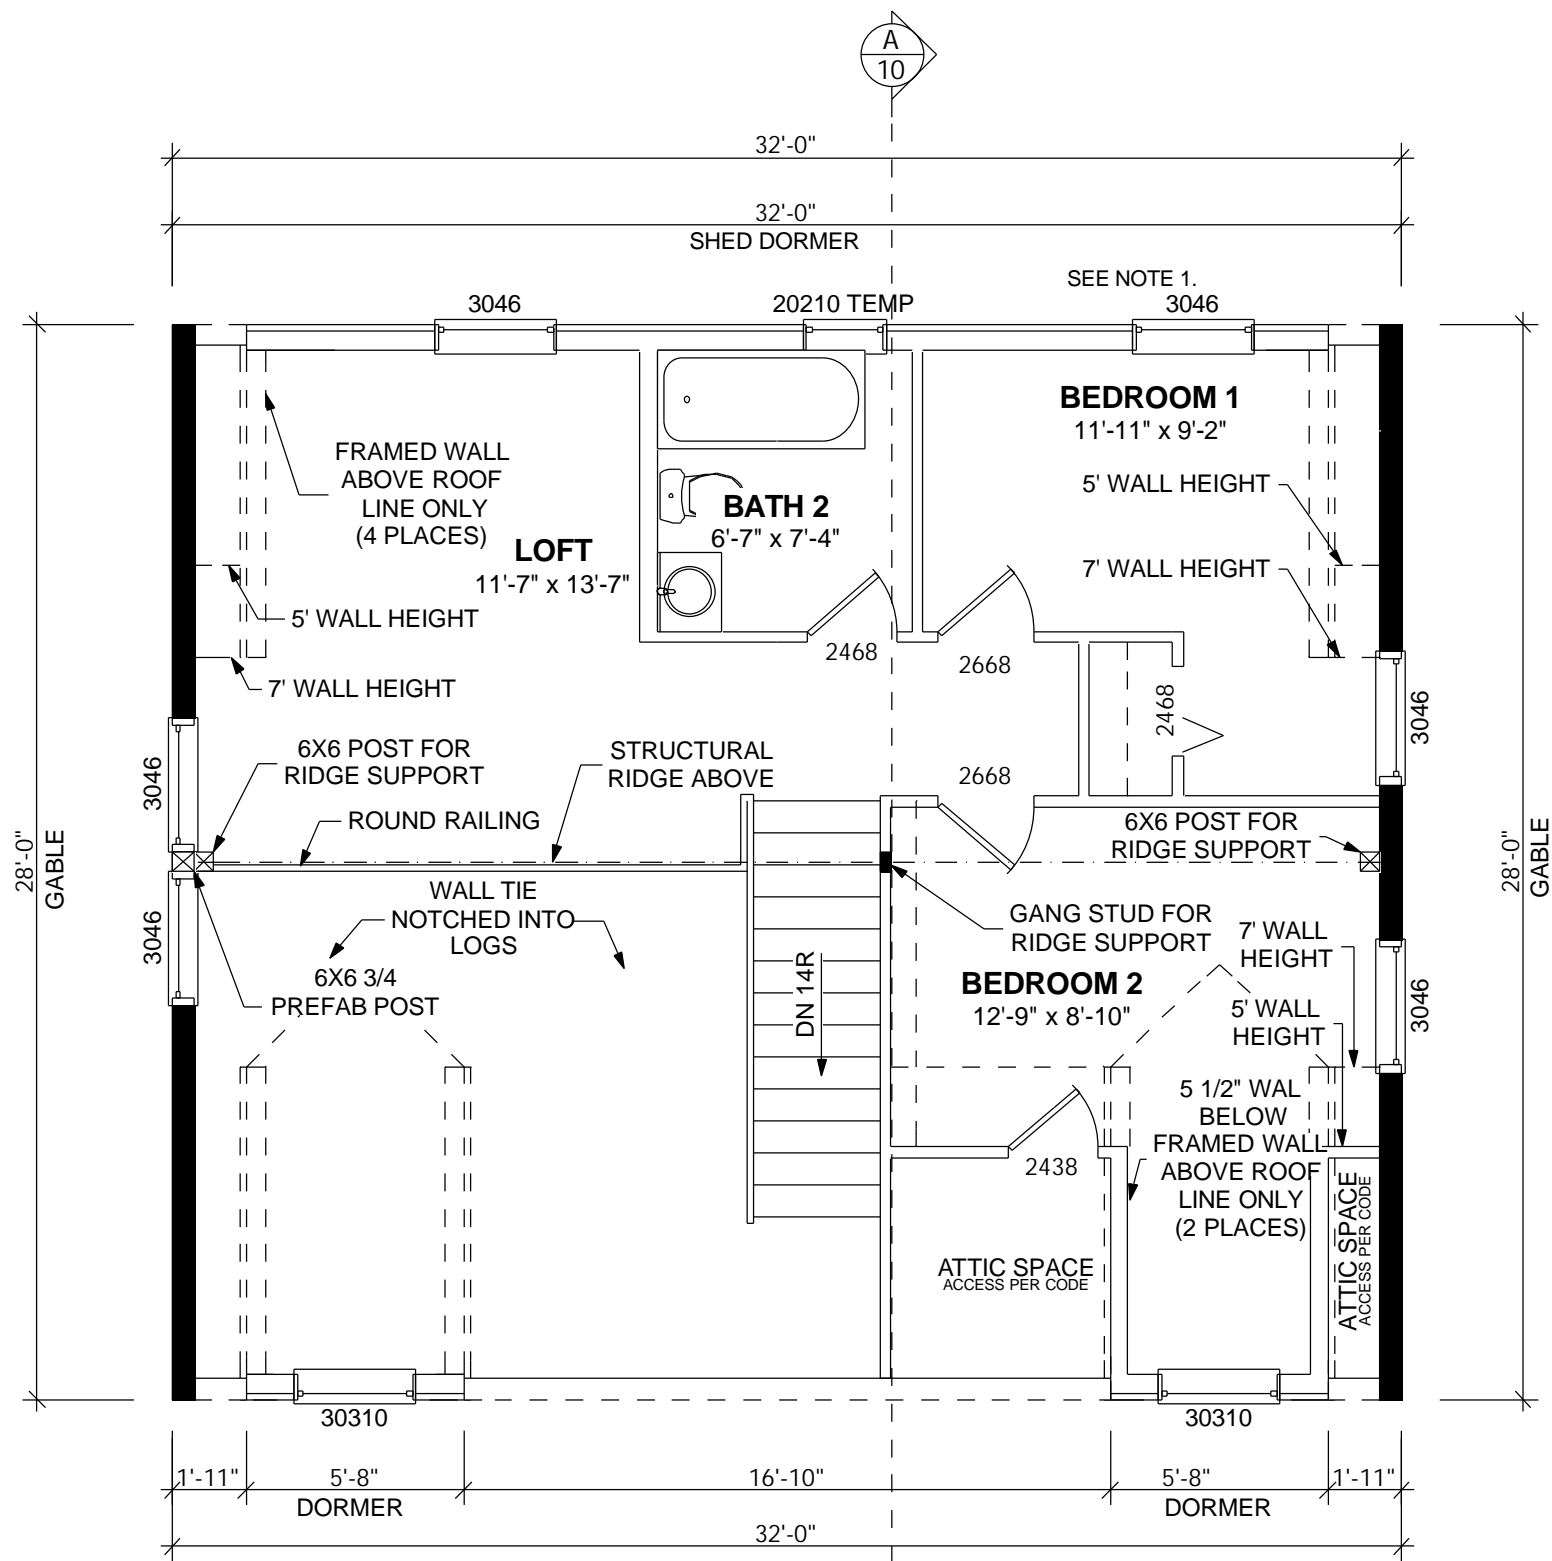 A
10
32'-0"
32'-0"
SHED DORMER
SEE NOTE 1.
3046
20210 TEMP
3046
BEDROOM 1
11'-11" x 9'-2"
FRAMED WALL
ABOVE ROOF
LINE ONLY
(4 PLACES)
5' WALL HEIGHT
BATH 2
6'-7" x 7'-4"
LOFT
11'-7" x 13'-7"
7' WALL HEIGHT
5' WALL HEIGHT
2468
2668
7' WALL HEIGHT
2468
3046
6X6 POST FOR
RIDGE SUPPORT
STRUCTURAL
RIDGE ABOVE
2668
3046
ROUND RAILING
6X6 POST FOR
RIDGE SUPPORT
28'-0"
GABLE
28'-0"
GABLE
WALL TIE
NOTCHED INTO
LOGS
3046
GANG STUD FOR
RIDGE SUPPORT
7' WALL
HEIGHT
6X6 3/4
PREFAB POST
DN 14R
BEDROOM 2
12'-9" x 8'-10"
5' WALL
HEIGHT
3046
5 1/2" WAL
BELOW
FRAMED WALL
ABOVE ROOF
LINE ONLY
(2 PLACES)
2438
ATTIC SPACE
ACCESS PER CODE
ATTIC SPACE
ACCESS PER CODE
30310
30310
1'-11"
5'-8"
DORMER
16'-10"
5'-8"
DORMER
1'-11"
32'-0"